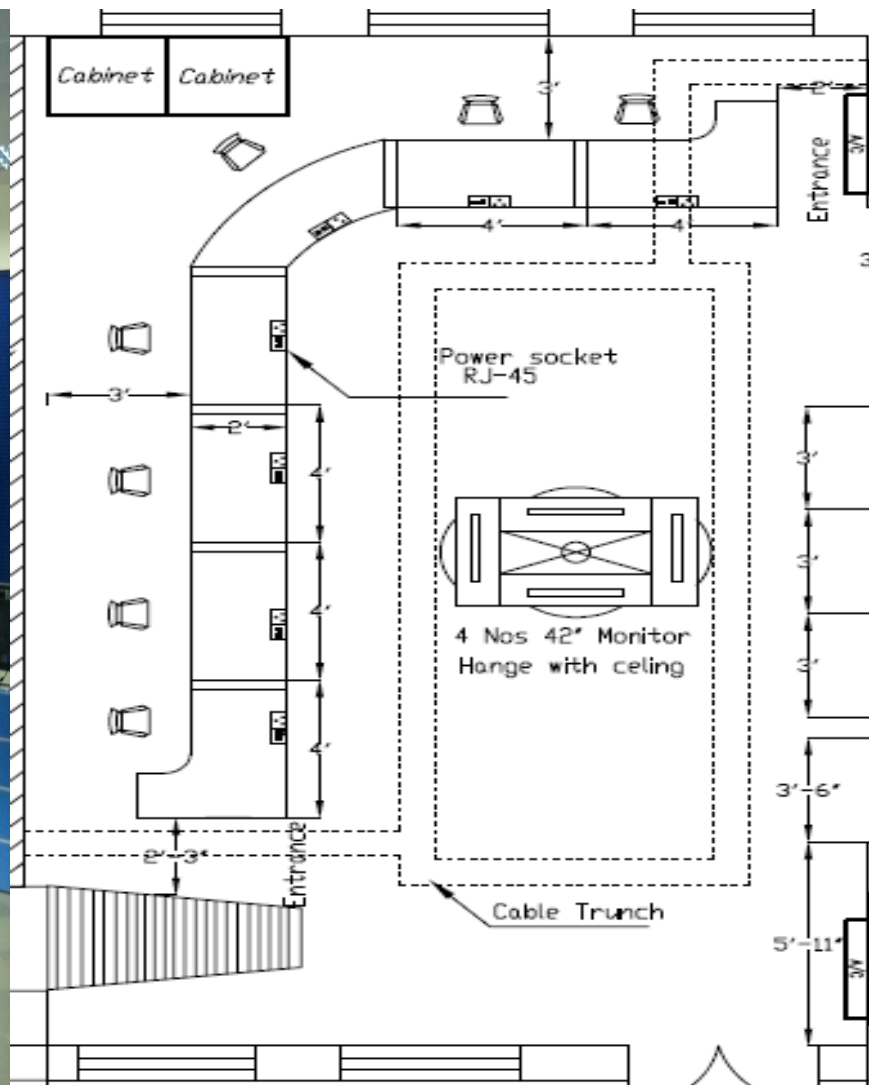 Cabinet Cabinet
3'
2'
Entrance
A/C
4' 4'
3
Power socket
RJ-45
3'
2'
4'
3'
4'
3'
4'
3'
4 Nos 42" Monitor
Hange with celing
3'-6"
2'-3"
Entrance
Cable Trunch
5'-11"
A/C